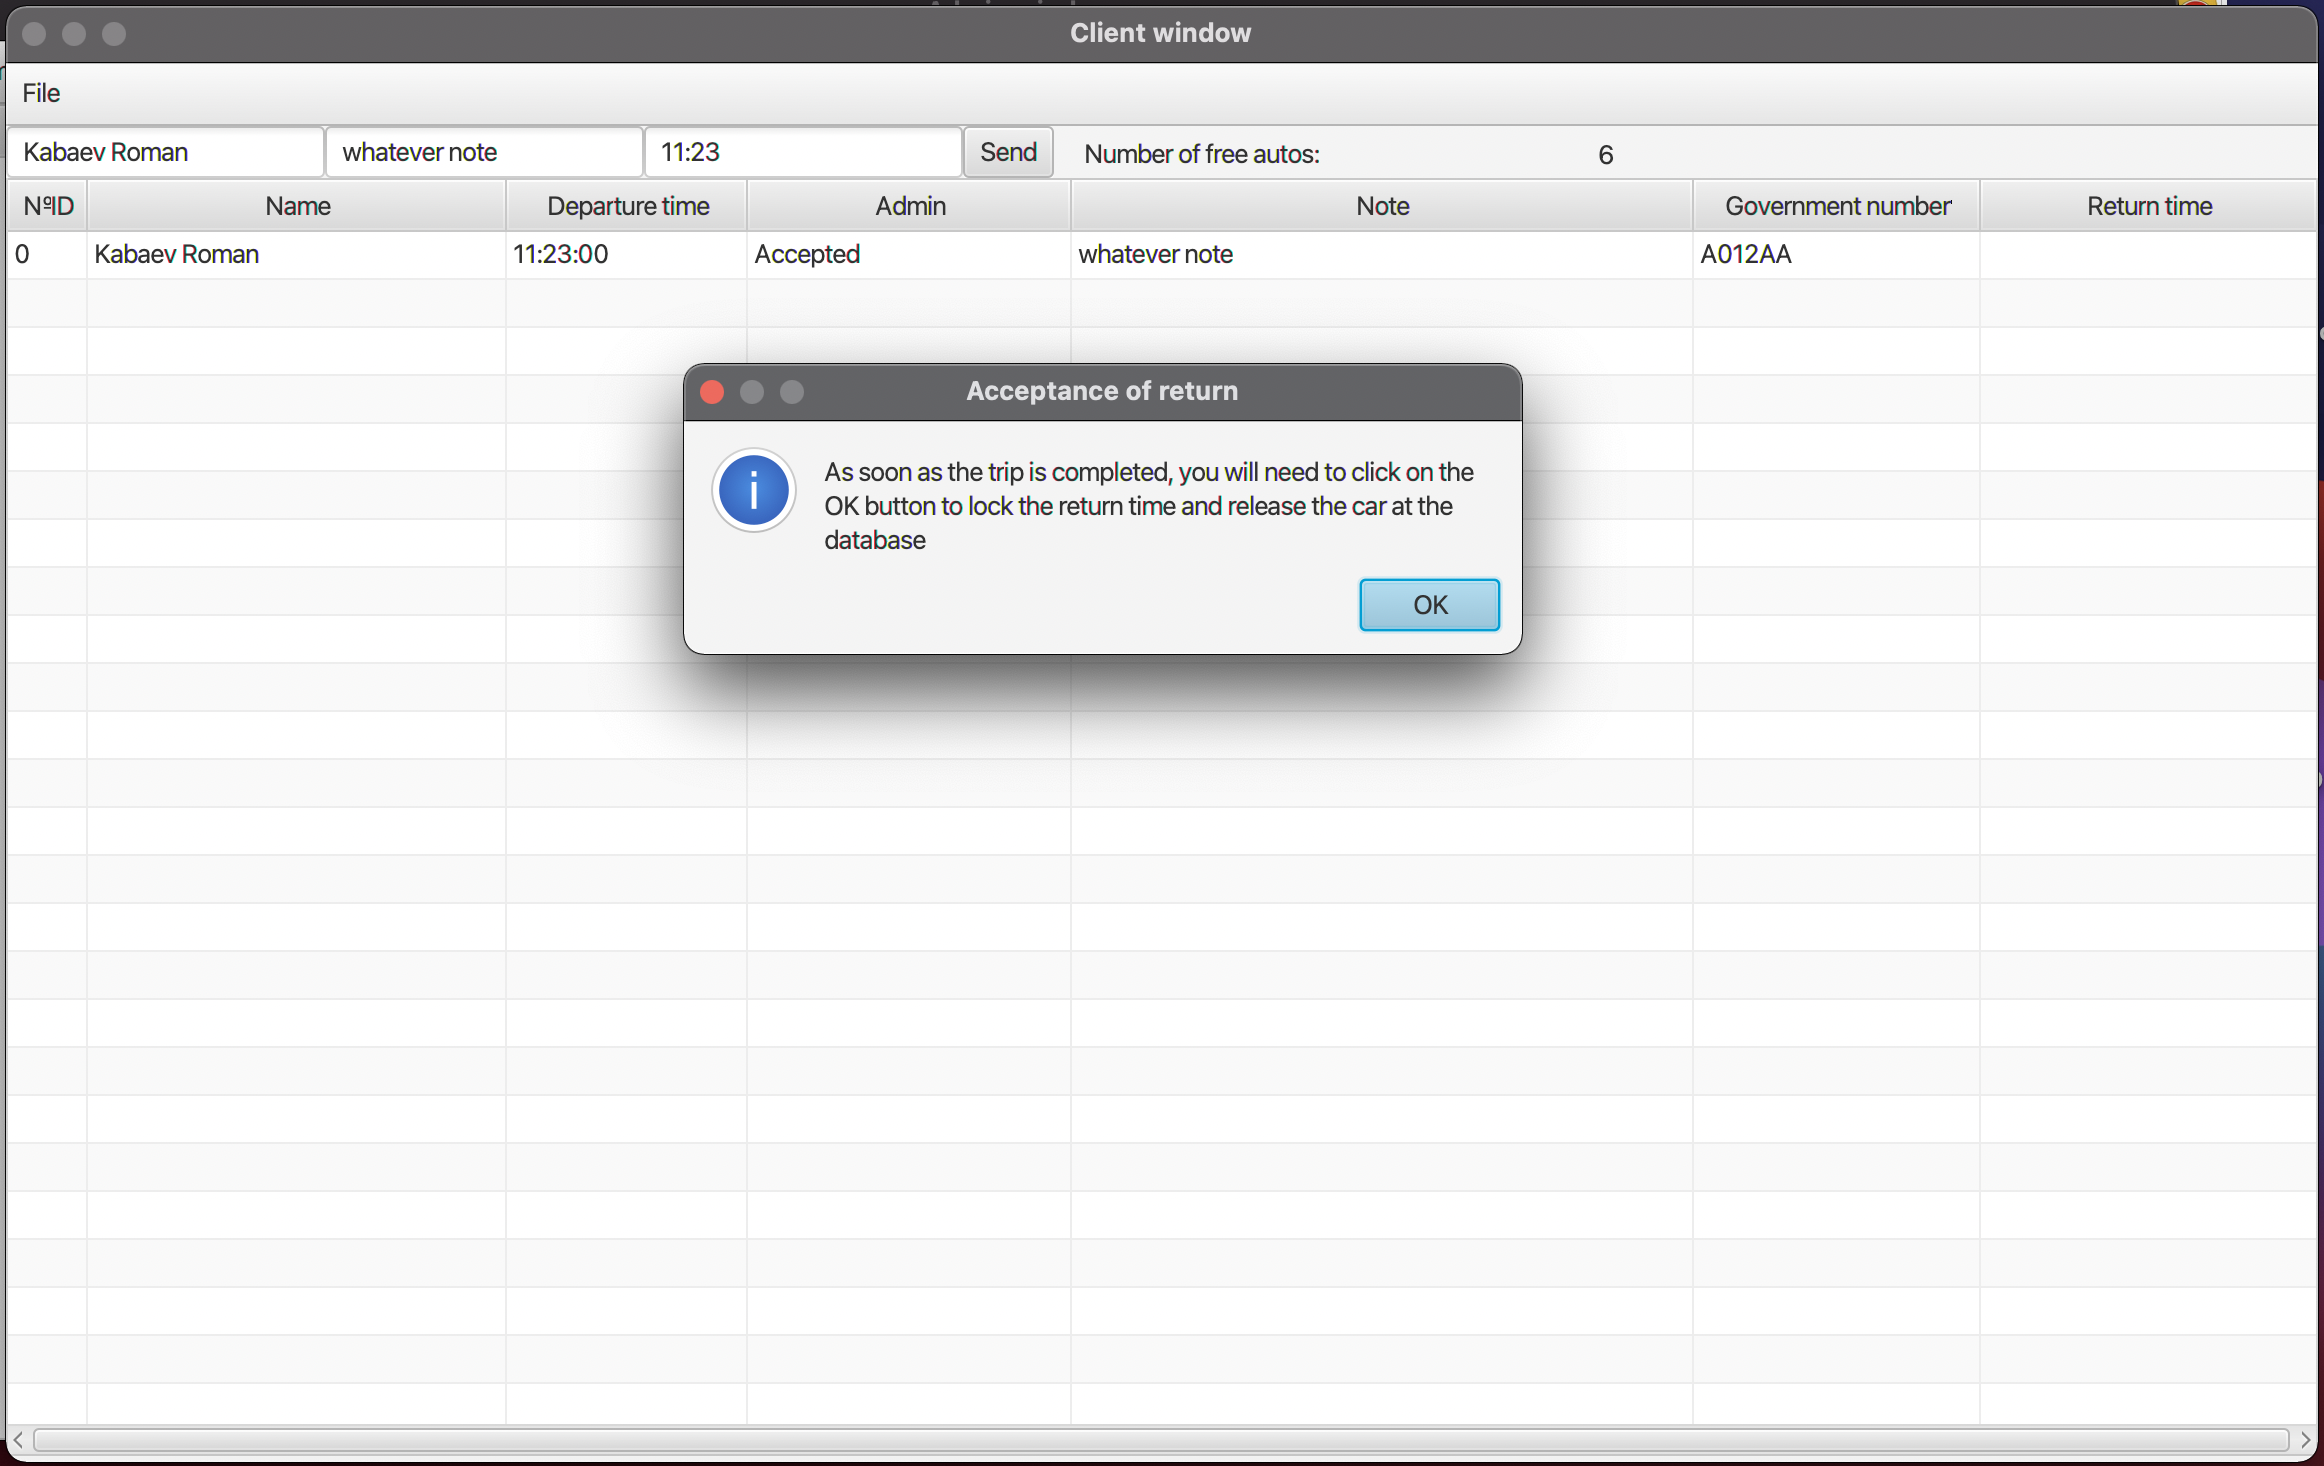 Client window
File
Kabaev Roman whatever note 11:23 Send Number of free autos: 6
NºID Name Departure time Admin Note Government number Return time
0 Kabaev Roman 11:23:00 Accepted whatever note A012AA
Acceptance of return
i
As soon as the trip is completed, you will need to click on the
OK button to lock the return time and release the car at the
database
OK